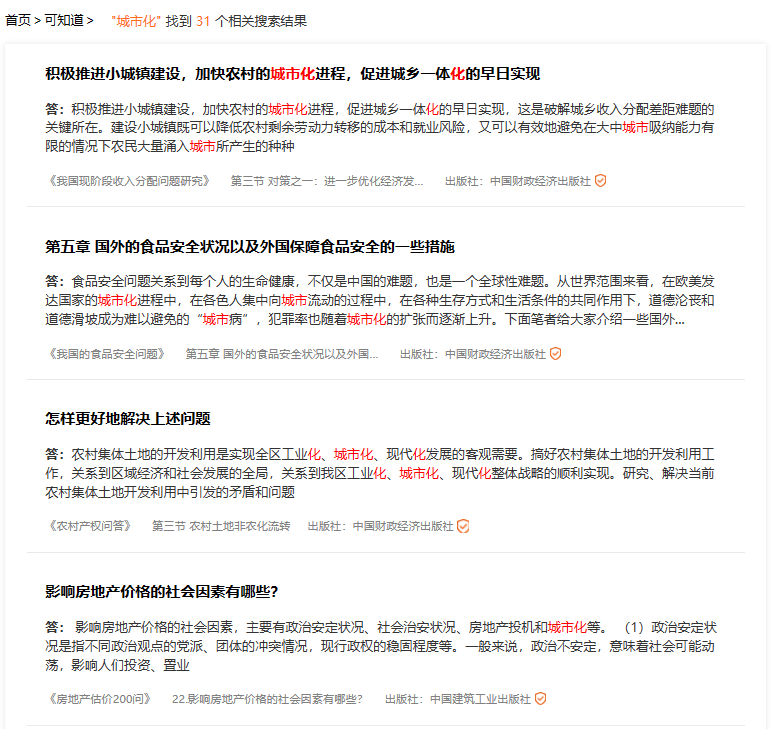 首页 > 可知道 > "城市化" 找到 31 个相关搜索结果
积极推进小城镇建设，加快农村的城市化进程，促进城乡一体化的早日实现
答：积极推进小城镇建设，加快农村的城市化进程，促进城乡一体化的早日实现，这是破解城乡收入分配差距难题的
关键所在。建设小城镇既可以降低农村剩余劳动力转移的成本和就业风险，又可以有效地避免在大中城市吸纳能力有
限的情况下农民大量涌入城市所产生的种种
《我国现阶段收入分配问题研究》 第三节 对策之一：进一步优化经济发... 出版社：中国财政经济出版社
第五章 国外的食品安全状况以及外国保障食品安全的一些措施
答：食品安全问题关系到每个人的生命健康，不仅是中国的难题，也是一个全球性难题。从世界范围来看，在欧美发
达国家的城市化进程中，在各色人集中向城市流动的过程中，在各种生存方式和生活条件的共同作用下，道德沦丧和
道德滑坡成为难以避免的“城市病”，犯罪率也随着城市化的扩张而逐渐上升。下面笔者给大家介绍一些国外...
《我国的食品安全问题》 第五章 国外的食品安全状况以及外国... 出版社：中国财政经济出版社
怎样更好地解决上述问题
答：农村集体土地的开发利用是实现全区工业化、城市化、现代化发展的客观需要。搞好农村集体土地的开发利用工
作，关系到区域经济和社会发展的全局，关系到我区工业化、城市化、现代化整体战略的顺利实现。研究、解决当前
农村集体土地开发利用中引发的矛盾和问题
《农村产权问答》 第三节 农村土地非农化流转 出版社：中国财政经济出版社
影响房地产价格的社会因素有哪些？
答： 影响房地产价格的社会因素，主要有政治安定状况、社会治安状况、房地产投机和城市化等。 （1）政治安定状
况是指不同政治观点的党派、团体的冲突情况，现行政权的稳固程度等。一般来说，政治不安定，意味着社会可能动
荡，影响人们投资、置业
《房地产估价200问》 22.影响房地产价格的社会因素有哪些？ 出版社：中国建筑工业出版社